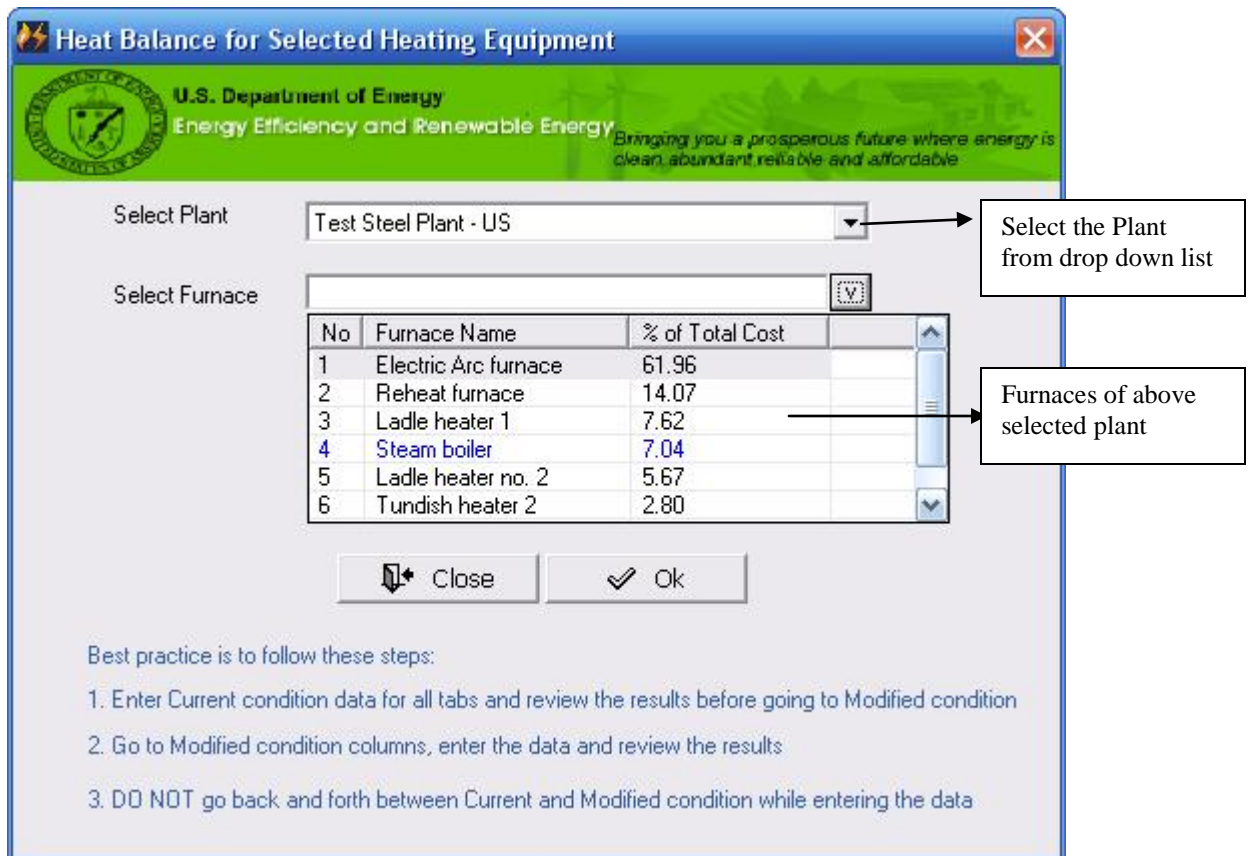 Heat Balance for Selected Heating Equipment
U.S. Department of Energy
Energy Efficiency and Renewable Energy
Bringing you a prosperous future where energy is
clean, abundant, reliable and affordable
Select Plant
Test Steel Plant - US
Select the Plant
from drop down list
Select Furnace
v
No Furnace Name % of Total Cost
1 Electric Arc furnace 61.96
2 Reheat furnace 14.07
3 Ladle heater 1 7.62
4 Steam boiler 7.04
5 Ladle heater no. 2 5.67
6 Tundish heater 2 2.80
Furnaces of above
selected plant
Close
Ok
Best practice is to follow these steps:
1. Enter Current condition data for all tabs and review the results before going to Modified condition
2. Go to Modified condition columns, enter the data and review the results
3. DO NOT go back and forth between Current and Modified condition while entering the data